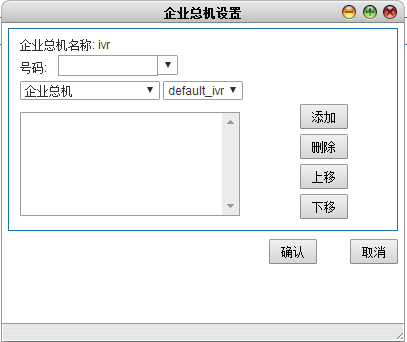 企业总机设置
企业总机名称: ivr
号码:
企业总机 default_ivr
添加
删除
上移
下移
确认 取消